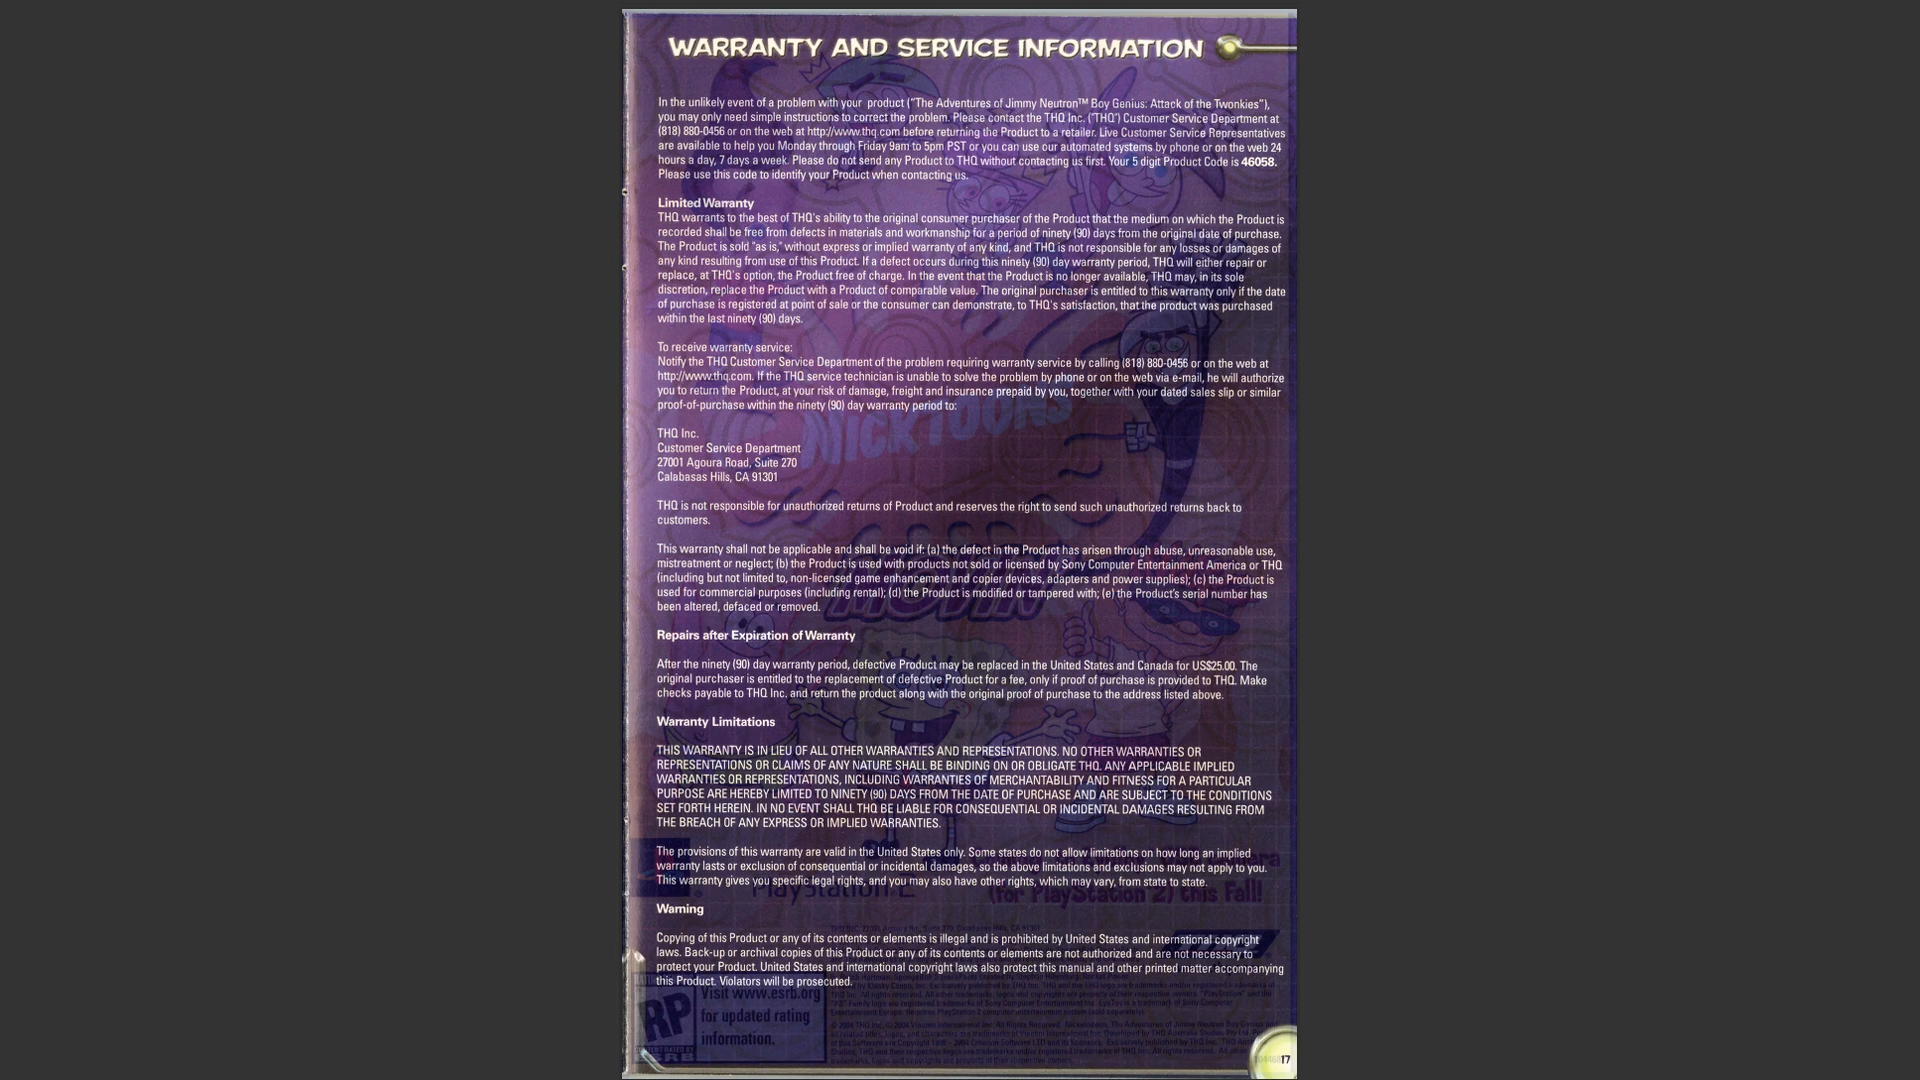 WARRANTY AND SERVICE INFORMATION
In the unlikely event of a problem with your product ("The Adventures of Jimmy Neutron™ Boy Genius: Attack of the Twonkies"),
you may only need simple instructions to correct the problem. Please contact the THQ Inc. ("THQ") Customer Service Department at
(818) 880-0456 or on the web at http://www.thq.com before returning the Product to a retailer. Live Customer Service Representatives
are available to help you Monday through Friday 9am to 5pm PST or you can use our automated systems by phone or on the web 24
hours a day, 7 days a week. Please do not send any Product to THQ without contacting us first. Your 5 digit Product Code is 46058.
Please use this code to identify your Product when contacting us.
Limited Warranty
THQ warrants to the best of THQ's ability to the original consumer purchaser of the Product that the medium on which the Product is
recorded shall be free from defects in materials and workmanship for a period of ninety (90) days from the original date of purchase.
The Product is sold "as is," without express or implied warranty of any kind, and THQ is not responsible for any losses or damages of
any kind resulting from use of this Product. If a defect occurs during this ninety (90) day warranty period, THQ will either repair or
replace, at THQ's option, the Product free of charge. In the event that the Product is no longer available, THQ may, in its sole
discretion, replace the Product with a Product of comparable value. The original purchaser is entitled to this warranty only if the date
of purchase is registered at point of sale or the consumer can demonstrate, to THQ's satisfaction, that the product was purchased
within the last ninety (90) days.
To receive warranty service:
Notify the THQ Customer Service Department of the problem requiring warranty service by calling (818) 880-0456 or on the web at
http://www.thq.com. If the THQ service technician is unable to solve the problem by phone or on the web via e-mail, he will authorize
you to return the Product, at your risk of damage, freight and insurance prepaid by you, together with your dated sales slip or similar
proof-of-purchase within the ninety (90) day warranty period to:
THQ Inc.
Customer Service Department
27001 Agoura Road, Suite 270
Calabasas Hills, CA 91301
THQ is not responsible for unauthorized returns of Product and reserves the right to send such unauthorized returns back to
customers.
This warranty shall not be applicable and shall be void if: (a) the defect in the Product has arisen through abuse, unreasonable use,
mistreatment or neglect; (b) the Product is used with products not sold or licensed by Sony Computer Entertainment America or THQ
(including but not limited to, non-licensed game enhancement and copier devices, adapters and power supplies); (c) the Product is
used for commercial purposes (including rental); (d) the Product is modified or tampered with; (e) the Product's serial number has
been altered, defaced or removed.
Repairs after Expiration of Warranty
After the ninety (90) day warranty period, defective Product may be replaced in the United States and Canada for US$25.00. The
original purchaser is entitled to the replacement of defective Product for a fee, only if proof of purchase is provided to THQ. Make
checks payable to THQ Inc. and return the product along with the original proof of purchase to the address listed above.
Warranty Limitations
THIS WARRANTY IS IN LIEU OF ALL OTHER WARRANTIES AND REPRESENTATIONS. NO OTHER WARRANTIES OR
REPRESENTATIONS OR CLAIMS OF ANY NATURE SHALL BE BINDING ON OR OBLIGATE THQ. ANY APPLICABLE IMPLIED
WARRANTIES OR REPRESENTATIONS, INCLUDING WARRANTIES OF MERCHANTABILITY AND FITNESS FOR A PARTICULAR
PURPOSE ARE HEREBY LIMITED TO NINETY (90) DAYS FROM THE DATE OF PURCHASE AND ARE SUBJECT TO THE CONDITIONS
SET FORTH HEREIN. IN NO EVENT SHALL THQ BE LIABLE FOR CONSEQUENTIAL OR INCIDENTAL DAMAGES RESULTING FROM
THE BREACH OF ANY EXPRESS OR IMPLIED WARRANTIES.
The provisions of this warranty are valid in the United States only. Some states do not allow limitations on how long an implied
warranty lasts or exclusion of consequential or incidental damages, so the above limitations and exclusions may not apply to you.
This warranty gives you specific legal rights, and you may also have other rights, which may vary, from state to state.
PlayStation 2
(for PlayStation 2) this Fall!
Warning
Copying of this Product or any of its contents or elements is illegal and is prohibited by United States and international copyright
laws. Back-up or archival copies of this Product or any of its contents or elements are not authorized and are not necessary to
protect your Product. United States and international copyright laws also protect this manual and other printed matter accompanying
this Product. Violators will be prosecuted.
NICKTOONS
MOVIN'
RP
Visit www.esrb.org
for updated rating
information.
17